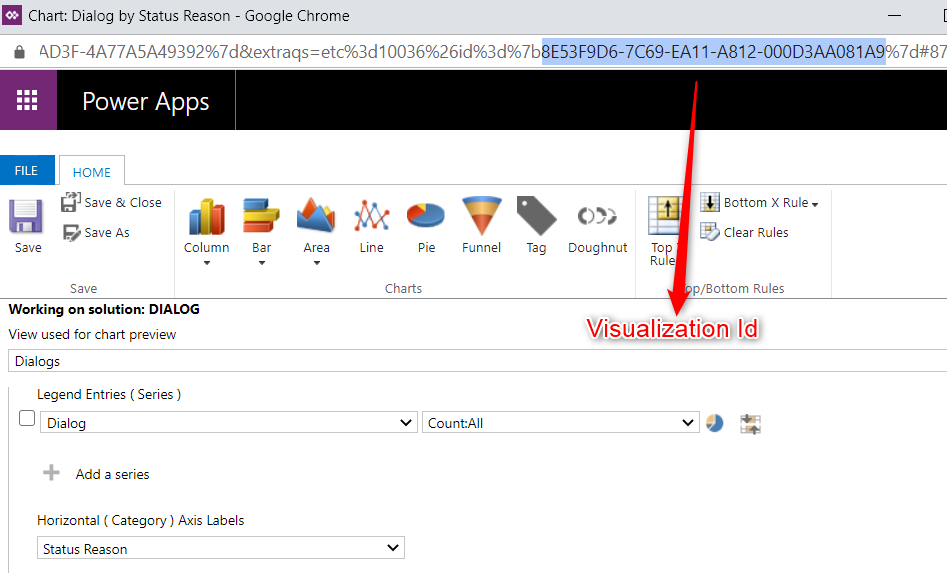 Chart: Dialog by Status Reason - Google Chrome
AD3F-4A77A5A49392%7d&extraqs=etc%3d10036%26id%3d%7b8E53F9D6-7C69-EA11-A812-000D3AA081A9%7d#87
Power Apps
FILE
HOME
Save
Save & Close
Save As
Save
Column
Bar
Area
Line
Pie
Funnel
Tag
Doughnut
Charts
Top
Rule
Bottom X Rule
Clear Rules
op/Bottom Rules
Working on solution: DIALOG
Visualization Id
View used for chart preview
Dialogs
Legend Entries ( Series )
Dialog
Count:All
Add a series
Horizontal ( Category ) Axis Labels
Status Reason